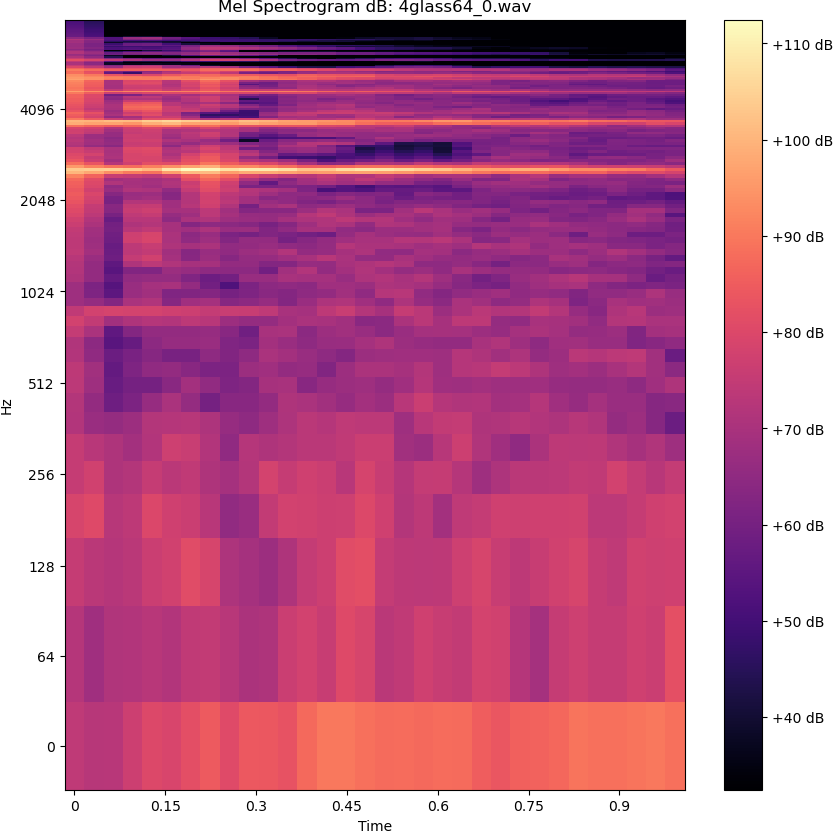 Mel Spectrogram dB: 4glass64_0.wav
+110 dB
4096
+100 dB
2048
+90 dB
1024
+80 dB
512
Hz
+70 dB
256
+60 dB
128
+50 dB
64
+40 dB
0
0 0.15 0.3 0.45 0.6 0.75 0.9
Time